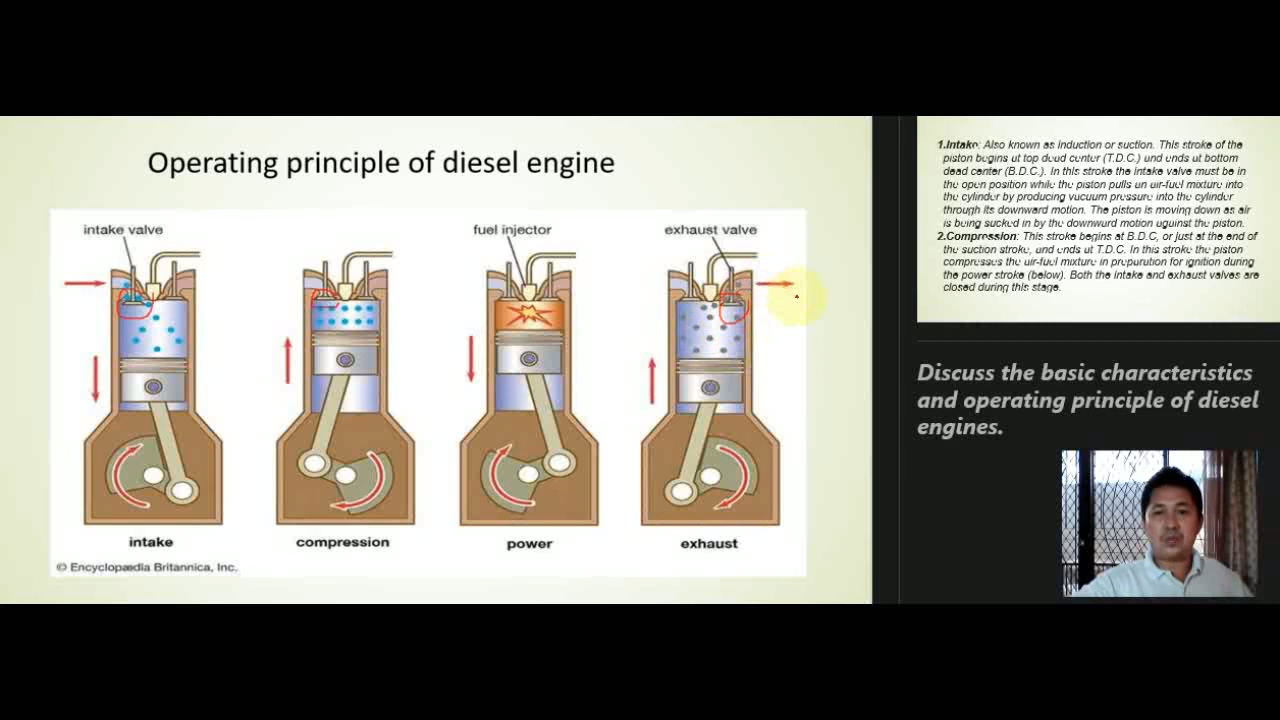 Operating principle of diesel engine
intake valve
fuel injector
exhaust valve
intake
compression
power
exhaust
© Encyclopædia Britannica, Inc.
1.Intake: Also known as induction or suction. This stroke of the
piston begins at top dead center (T.D.C.) and ends at bottom
dead center (B.D.C.). In this stroke the intake valve must be in
the open position while the piston pulls an air-fuel mixture into
the cylinder by producing vacuum pressure into the cylinder
through its downward motion. The piston is moving down as air
is being sucked in by the downward motion against the piston.
2.Compression: This stroke begins at B.D.C, or just at the end of
the suction stroke, and ends at T.D.C. In this stroke the piston
compresses the air-fuel mixture in preparation for ignition during
the power stroke (below). Both the intake and exhaust valves are
closed during this stage.
Discuss the basic characteristics
and operating principle of diesel
engines.